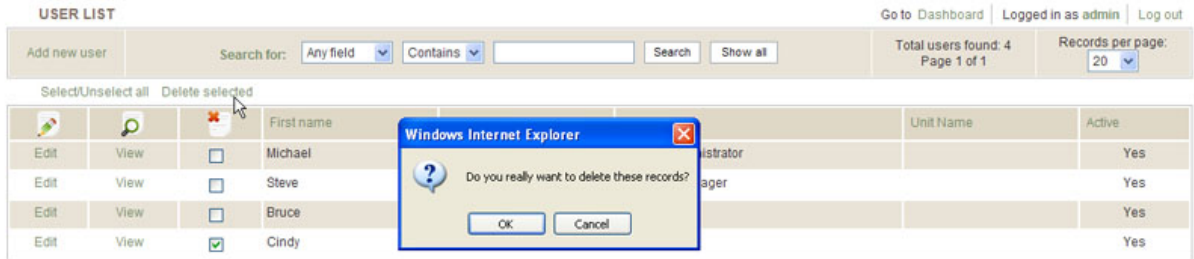 USER LIST
Go to Dashboard
Logged in as admin
Log out
Add new user
Search for:
Any field
Contains
Search
Show all
Total users found: 4
Page 1 of 1
Records per page:
20
Select/Unselect all
Delete selected
First name
Unit Name
Active
Edit View Michael istrator Yes
Edit View Steve ager Yes
Edit View Bruce Yes
Edit View Cindy Yes
Windows Internet Explorer
Do you really want to delete these records?
OK
Cancel